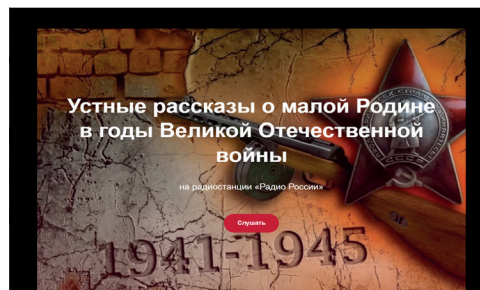 Устные рассказы о малой Родине
в годы Великой Отечественной
войны
на радиостанции «Радио России»
Слушать
1941-1945